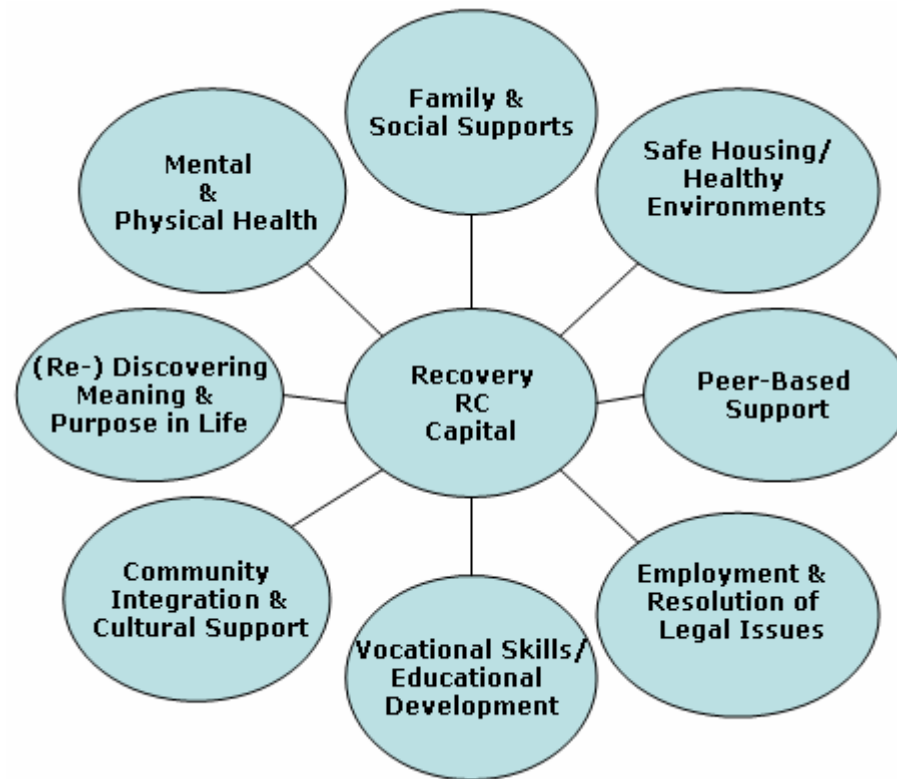 Family &
Social Supports
Safe Housing/
Healthy
Environments
Mental
&
Physical Health
(Re-) Discovering
Meaning &
Purpose in Life
Recovery
RC
Capital
Peer-Based
Support
Community
Integration &
Cultural Support
Employment &
Resolution of
Legal Issues
Vocational Skills/
Educational
Development